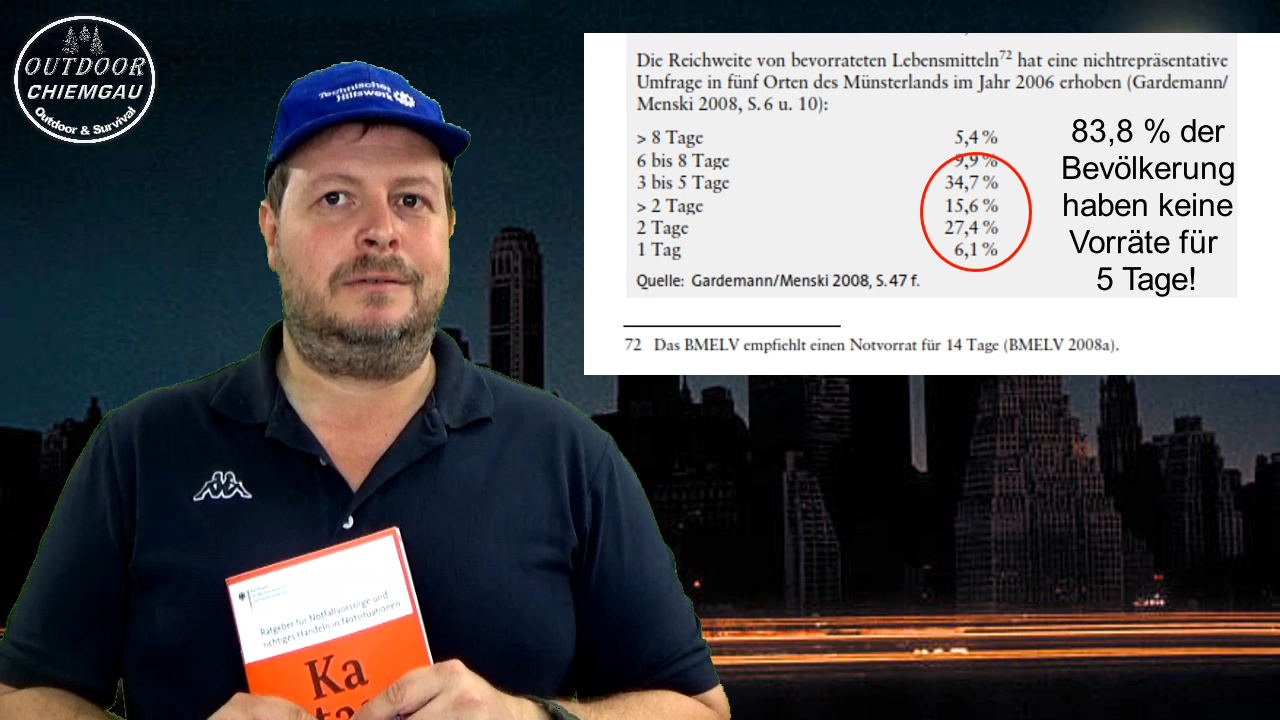 OUTDOOR
CHIEMGAU
Outdoor & Survival
Technisches
Hilfswerk
Die Reichweite von bevorrateten Lebensmitteln⁷² hat eine nichtrepräsentative
Umfrage in fünf Orten des Münsterlands im Jahr 2006 erhoben (Gardemann/
Menski 2008, S. 6 u. 10):
> 8 Tage 5,4 %
6 bis 8 Tage 9,9 %
3 bis 5 Tage 34,7 %
> 2 Tage 15,6 %
2 Tage 27,4 %
1 Tag 6,1 %
Quelle: Gardemann/Menski 2008, S. 47 f.
83,8 % der
Bevölkerung
haben keine
Vorräte für
5 Tage!
72 Das BMELV empfiehlt einen Notvorrat für 14 Tage (BMELV 2008a).
Ratgeber für Notfallvorsorge und
richtiges Handeln in Notsituationen
Ka